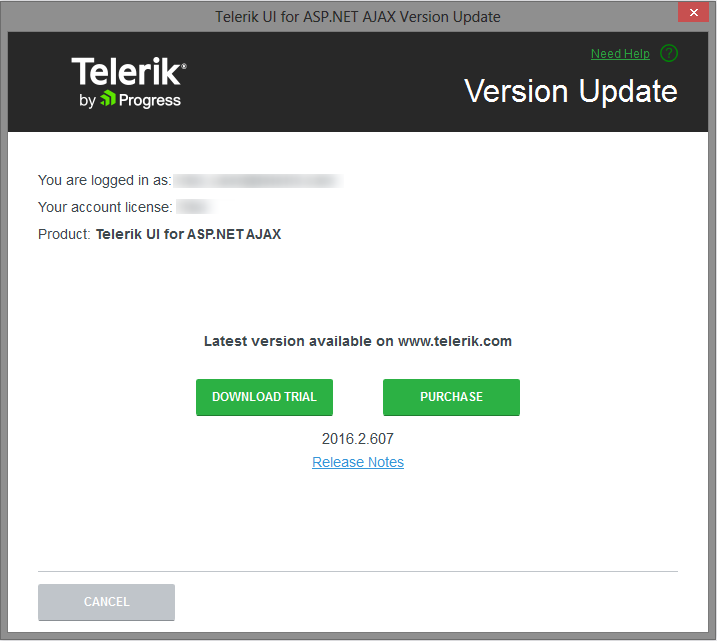 Telerik UI for ASP.NET AJAX Version Update
Need Help ?
Telerik®
by Progress
Version Update
You are logged in as:
Your account license:
Product: Telerik UI for ASP.NET AJAX
Latest version available on www.telerik.com
DOWNLOAD TRIAL PURCHASE
2016.2.607
Release Notes
CANCEL